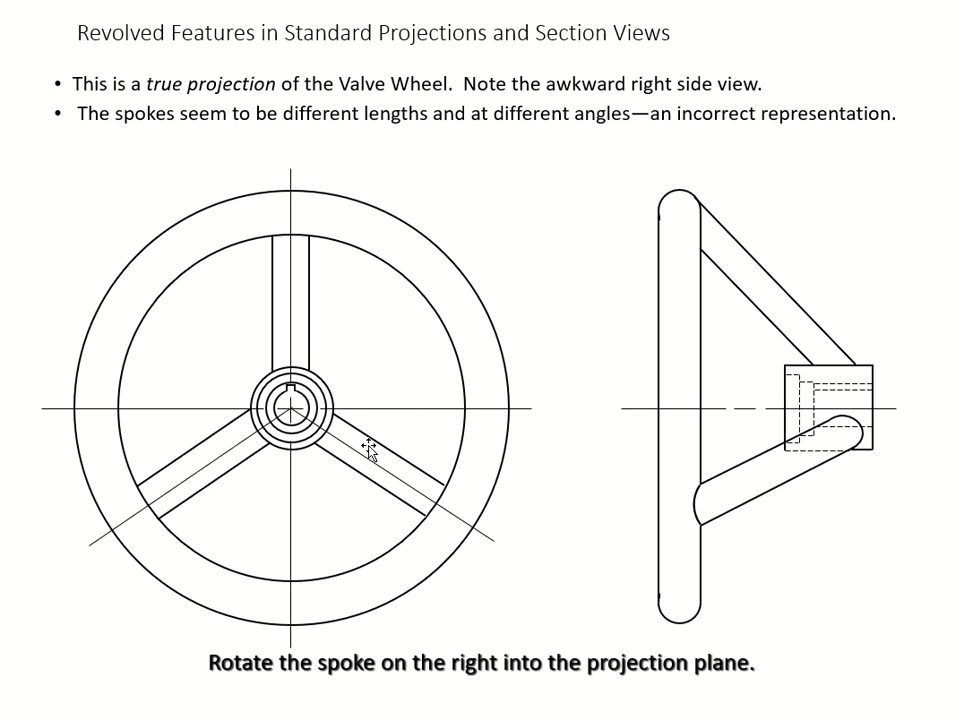 Revolved Features in Standard Projections and Section Views
• This is a true projection of the Valve Wheel. Note the awkward right side view.
• The spokes seem to be different lengths and at different angles—an incorrect representation.
Rotate the spoke on the right into the projection plane.